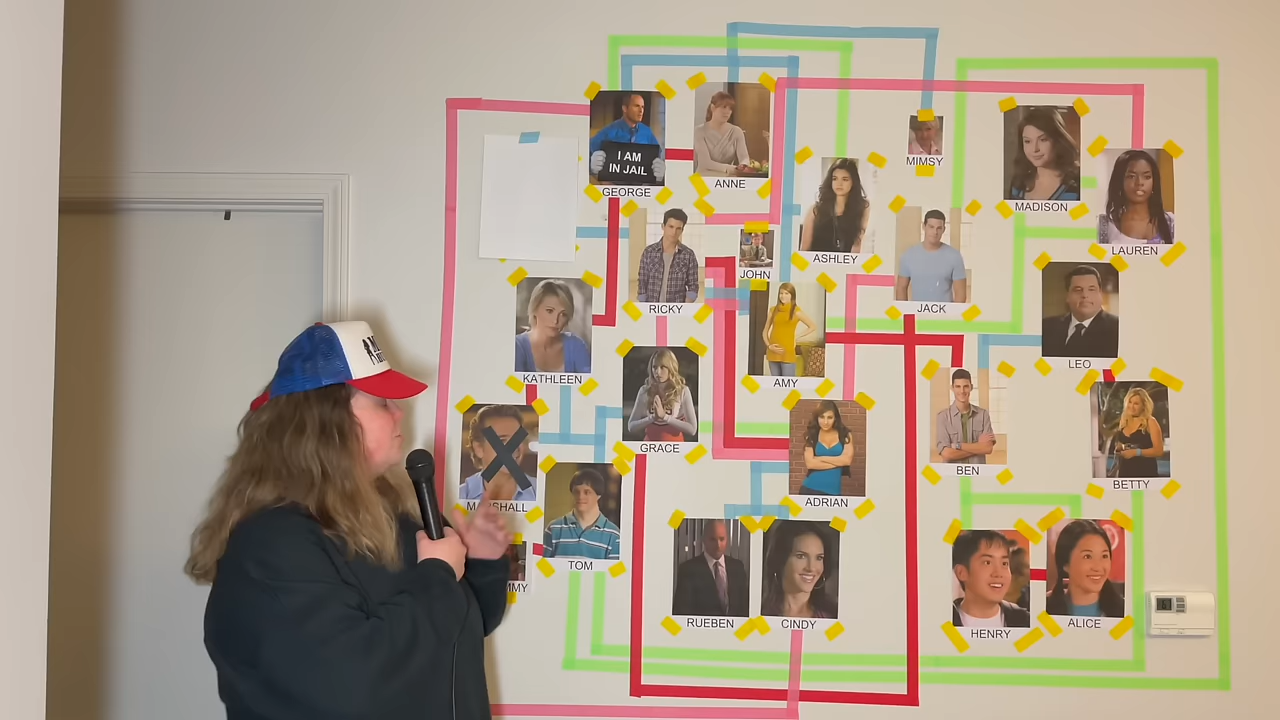 I AM
IN JAIL
GEORGE
ANNE
MIMSY
MADISON
LAUREN
ASHLEY
JOHN
RICKY
JACK
LEO
KATHLEEN
AMY
GRACE
BEN
BETTY
MARSHALL
ADRIAN
TOM
RUEBEN
CINDY
HENRY
ALICE